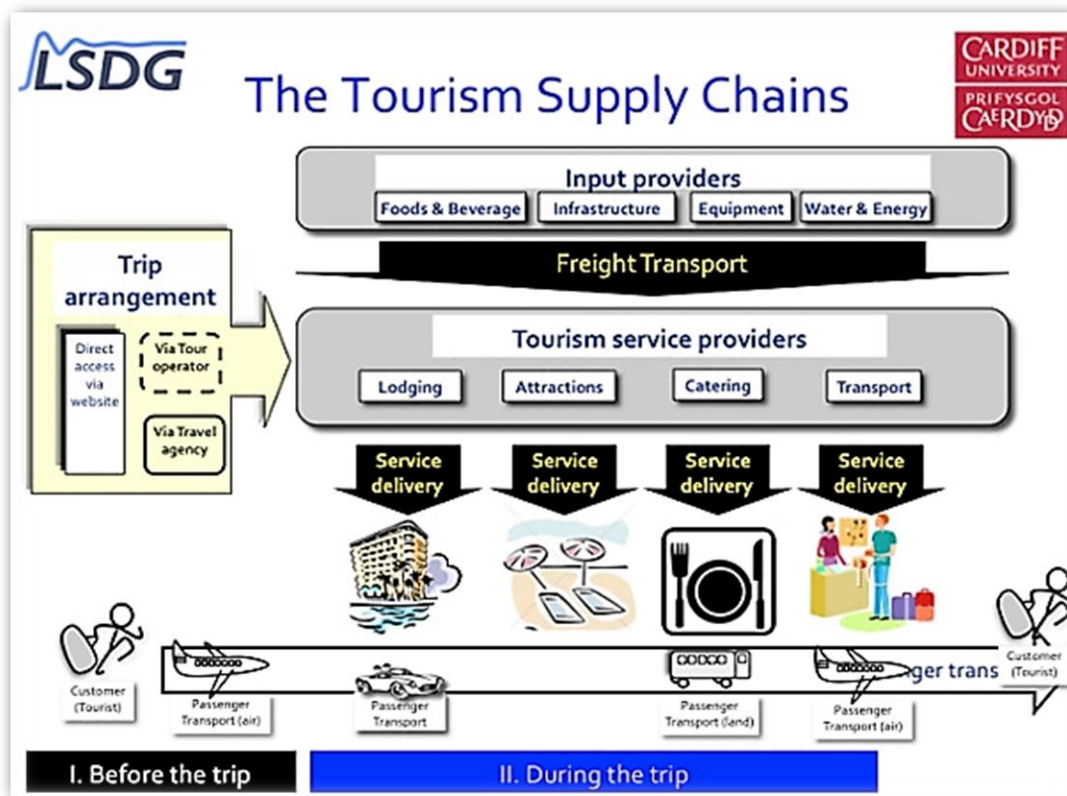 LSDG
CARDIFF
UNIVERSITY
PRIFYSGOL
CAERDYDD
The Tourism Supply Chains
Input providers
Foods & Beverage
Infrastructure
Equipment
Water & Energy
Freight Transport
Trip
arrangement
Direct
access
via
website
Via Tour
operator
Via Travel
agency
Tourism service providers
Lodging
Attractions
Catering
Transport
Service
delivery
Service
delivery
Service
delivery
Service
delivery
Customer
(Tourist)
Passenger
Transport (air)
Passenger
Transport
Passenger
Transport (land)
Passenger
Transport (air)
Customer
(Tourist)
I. Before the trip
II. During the trip